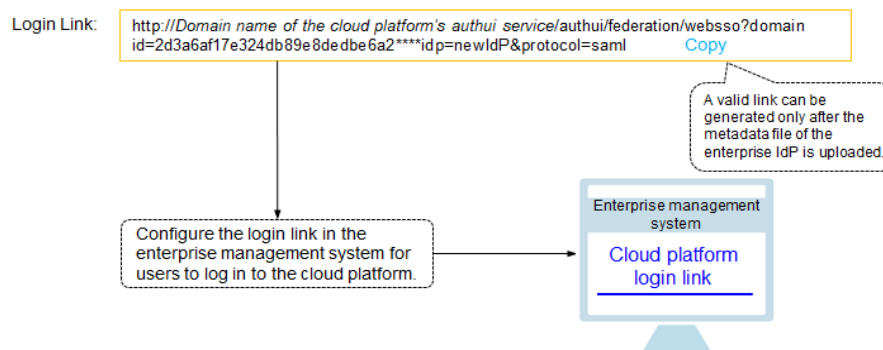 Login Link:
http://Domain name of the cloud platform's authui service/authui/federation/websso?domain
id=2d3a6af17e324db89e8dedbe6a2****idp=newIdP&protocol=saml Copy
A valid link can be
generated only after the
metadata file of the
enterprise IdP is uploaded.
Enterprise management
system
Configure the login link in the
enterprise management system for
users to log in to the cloud platform.
Cloud platform
login link